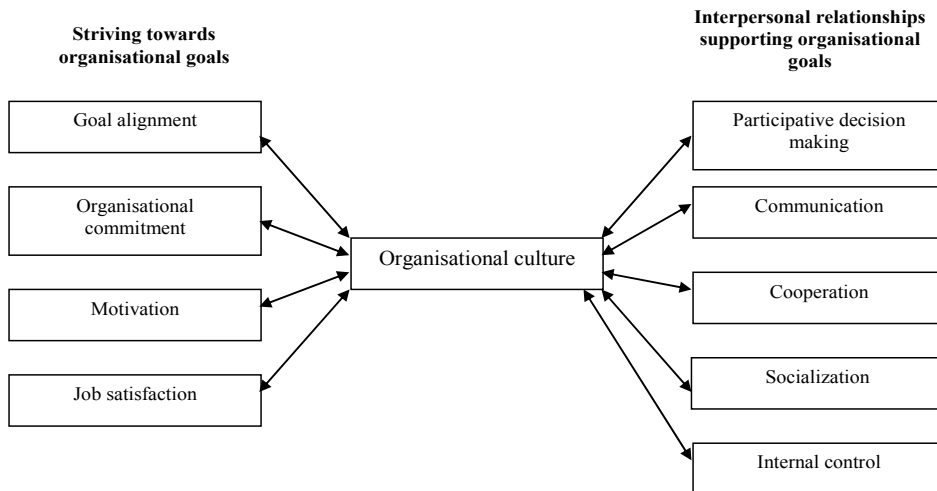 Striving towards
organisational goals
Goal alignment
Organisational
commitment
Motivation
Job satisfaction
Organisational culture
Interpersonal relationships
supporting organisational
goals
Participative decision
making
Communication
Cooperation
Socialization
Internal control